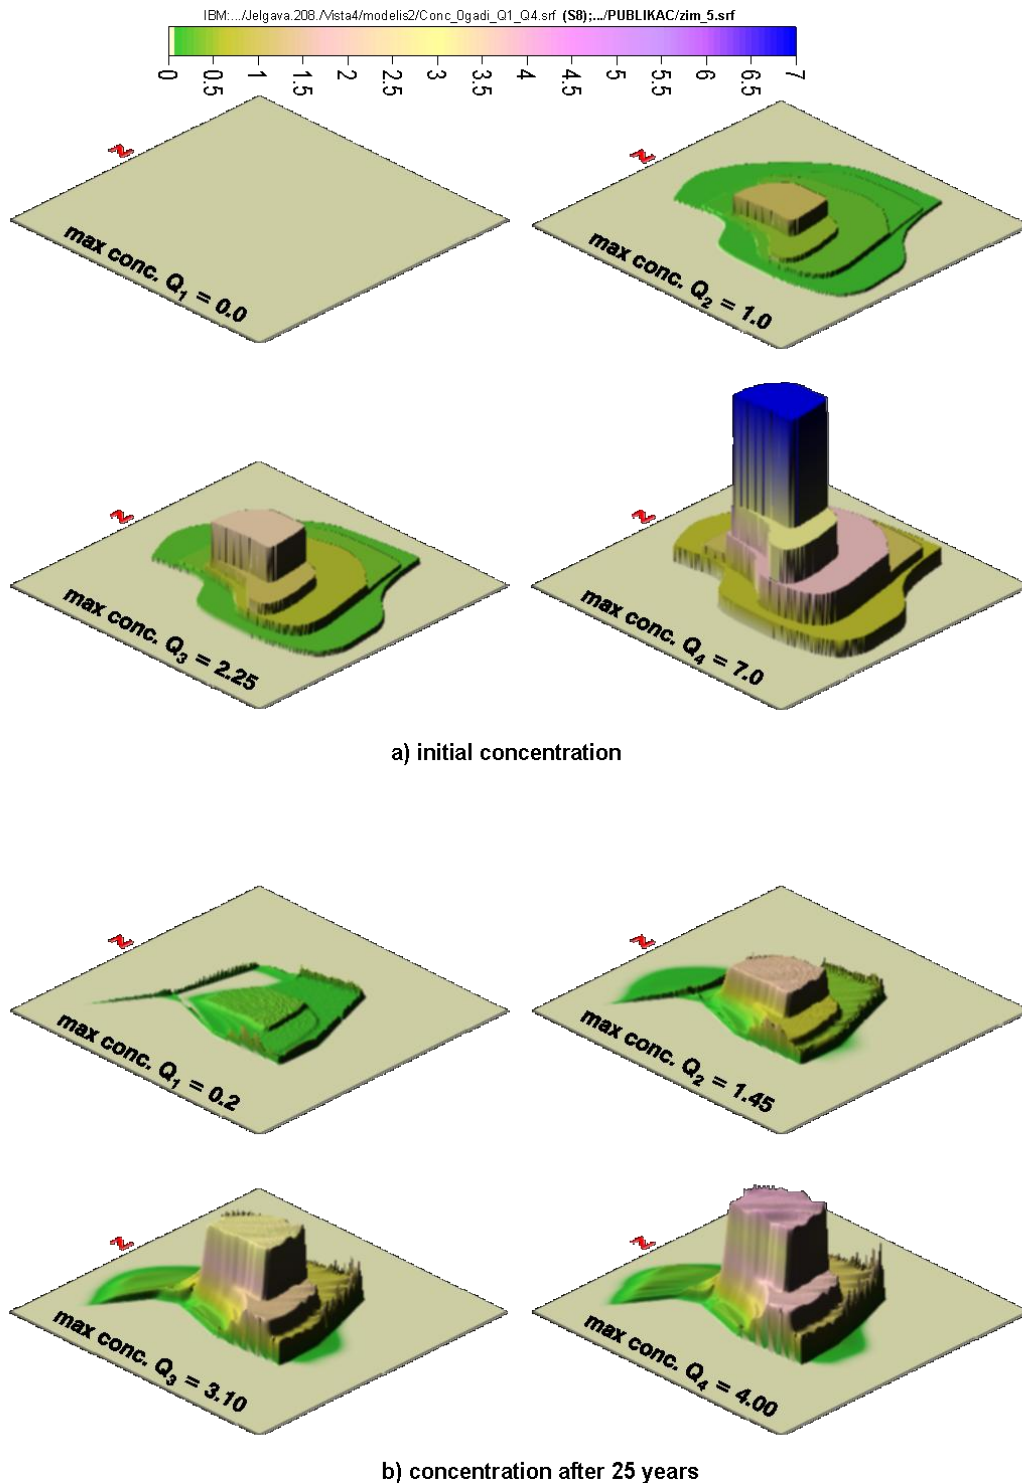 IBM:.../Jelgava.208./Vista4/modelis2/Conc_0gadi_Q1_Q4.srf (S8);.../PUBLIKAC/zim_5.srf
0 0.5 1 1.5 2 2.5 3 3.5 4 4.5 5 5.5 6 6.5 7
N
max conc. Q1 = 0.0
N
max conc. Q2 = 1.0
N
max conc. Q3 = 2.25
N
max conc. Q4 = 7.0
a) initial concentration
N
max conc. Q1 = 0.2
N
max conc. Q2 = 1.45
N
max conc. Q3 = 3.10
N
max conc. Q4 = 4.00
b) concentration after 25 years